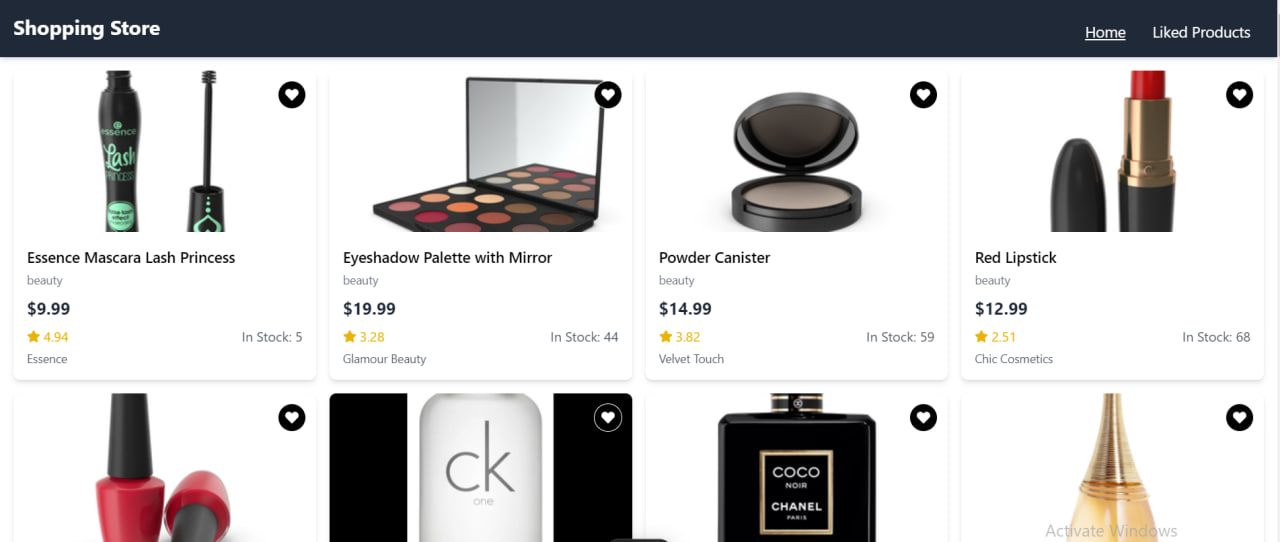 Shopping Store
Home
Liked Products
essence
Lash
PRINCESS
Essence Mascara Lash Princess
beauty
$9.99
4.94
In Stock: 5
Essence
Eyeshadow Palette with Mirror
beauty
$19.99
3.28
In Stock: 44
Glamour Beauty
Powder Canister
beauty
$14.99
3.82
In Stock: 59
Velvet Touch
Red Lipstick
beauty
$12.99
2.51
In Stock: 68
Chic Cosmetics
ck
one
COCO
NOIR
CHANEL
PARIS
Activate Windows